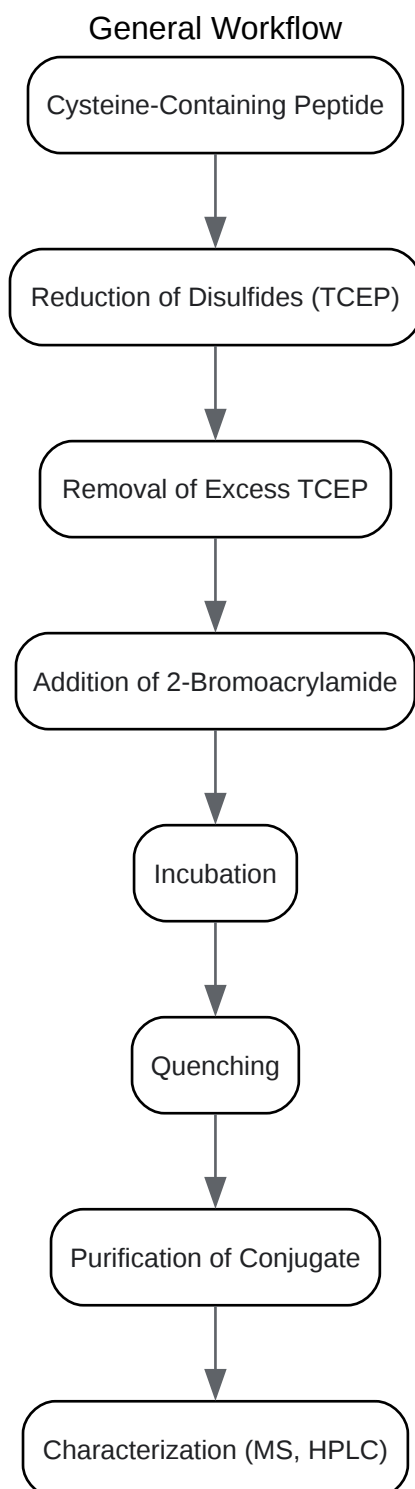 General Workflow
Cysteine-Containing Peptide
Reduction of Disulfides (TCEP)
Removal of Excess TCEP
Addition of 2-Bromoacrylamide
Incubation
Quenching
Purification of Conjugate
Characterization (MS, HPLC)